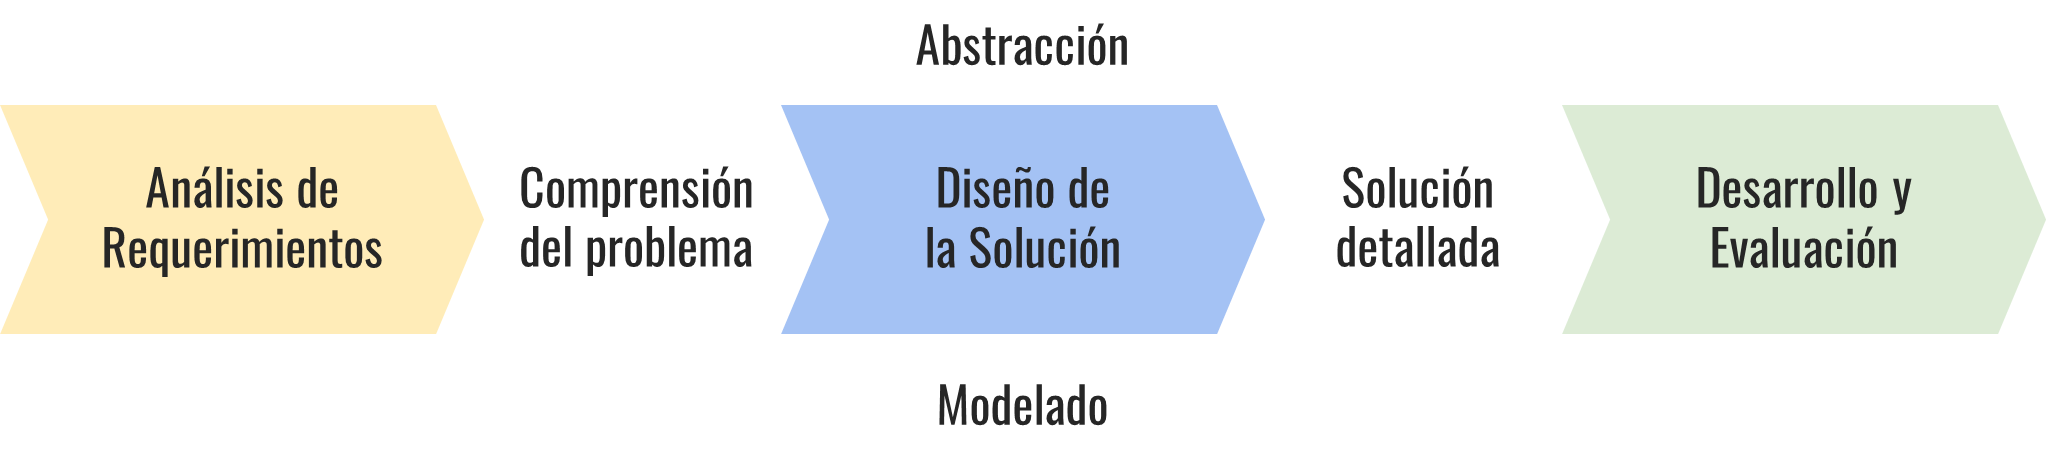 Abstracción
Análisis de
Requerimientos
Comprensión
del problema
Diseño de
la Solución
Solución
detallada
Desarrollo y
Evaluación
Modelado